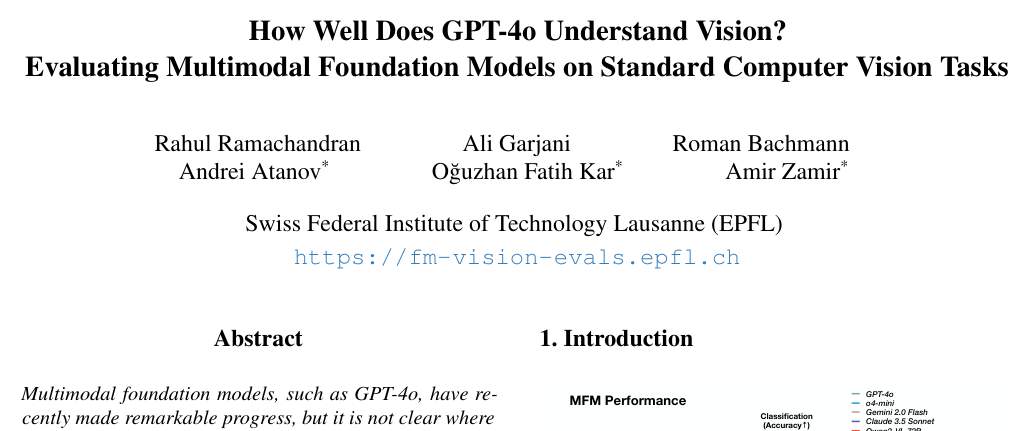 How Well Does GPT-4o Understand Vision?
Evaluating Multimodal Foundation Models on Standard Computer Vision Tasks
Rahul Ramachandran Ali Garjani Roman Bachmann
Andrei Atanov* Oğuzhan Fatih Kar* Amir Zamir*
Swiss Federal Institute of Technology Lausanne (EPFL)
https://fm-vision-evals.epfl.ch
Abstract
Multimodal foundation models, such as GPT-4o, have re-
cently made remarkable progress, but it is not clear where
1. Introduction
MFM Performance
Classification
(Accuracy↑)
GPT-4o
o4-mini
Gemini 2.0 Flash
Claude 3.5 Sonnet